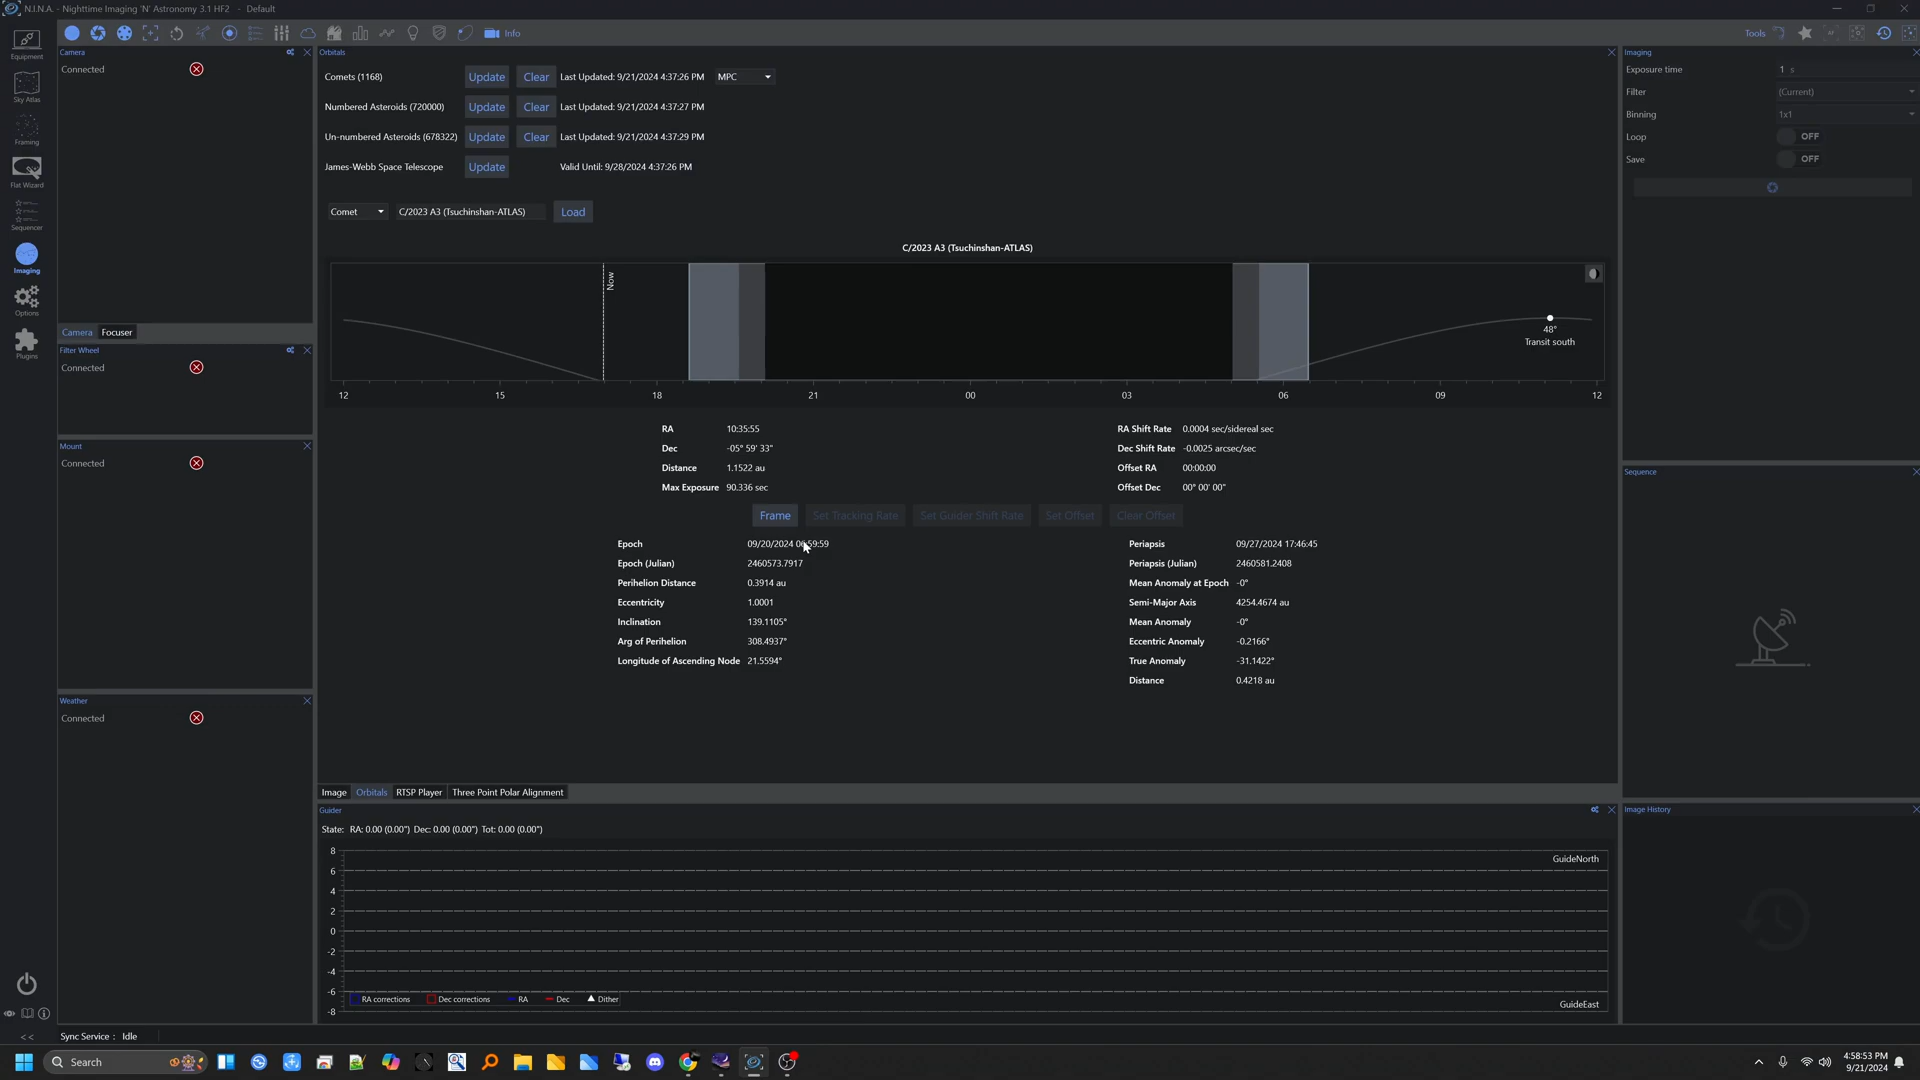 N.I.N.A. - Nighttime Imaging 'N' Astronomy 3.1 HF2 - Default
Equipment
Sky Atlas
Framing
Flat Wizard
Sequencer
Imaging
Options
Plugins
Info
Tools
Camera
Connected
Camera Focuser
Filter Wheel
Connected
Mount
Connected
Weather
Connected
Orbitals
Comets (1168) Update Clear Last Updated: 9/21/2024 4:37:26 PM MPC
Numbered Asteroids (720000) Update Clear Last Updated: 9/21/2024 4:37:27 PM
Un-numbered Asteroids (678322) Update Clear Last Updated: 9/21/2024 4:37:29 PM
James-Webb Space Telescope Update Valid Until: 9/28/2024 4:37:26 PM
Comet C/2023 A3 (Tsuchinshan-ATLAS) Load
C/2023 A3 (Tsuchinshan-ATLAS)
Now
48°
Transit south
12 15 18 21 00 03 06 09 12
RA 10:35:55 RA Shift Rate 0.0004 sec/sidereal sec
Dec -05° 59' 33" Dec Shift Rate -0.0025 arcsec/sec
Distance 1.1522 au Offset RA 00:00:00
Max Exposure 90.336 sec Offset Dec 00° 00' 00"
Frame Set Tracking Rate Set Guider Shift Rate Set Offset Clear Offset
Epoch 09/20/2024 06:59:59 Periapsis 09/27/2024 17:46:45
Epoch (Julian) 2460573.7917 Periapsis (Julian) 2460581.2408
Perihelion Distance 0.3914 au Mean Anomaly at Epoch -0°
Eccentricity 1.0001 Semi-Major Axis 4254.4674 au
Inclination 139.1105° Mean Anomaly -0°
Arg of Perihelion 308.4937° Eccentric Anomaly -0.2166°
Longitude of Ascending Node 21.5594° True Anomaly -31.1422°
Distance 0.4218 au
Image Orbitals RTSP Player Three Point Polar Alignment
Guider
State: RA: 0.00 (0.00") Dec: 0.00 (0.00") Tot: 0.00 (0.00")
8
6
4
2
0
-2
-4
-6
-8
GuideNorth
GuideEast
RA corrections Dec corrections RA Dec Dither
Imaging
Exposure time 1 s
Filter (Current)
Binning 1x1
Loop OFF
Save OFF
Sequence
Image History
<< Sync Service : Idle
Search
4:58:53 PM
9/21/2024